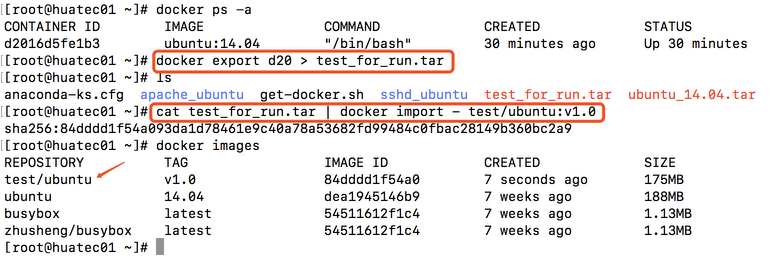 [root@huatec01 ~]# docker ps -a
CONTAINER ID IMAGE COMMAND CREATED STATUS
d2016d5fe1b3 ubuntu:14.04 "/bin/bash" 30 minutes ago Up 30 minutes
[root@huatec01 ~]# docker export d20 > test_for_run.tar
[root@huatec01 ~]# ls
anaconda-ks.cfg apache_ubuntu get-docker.sh sshd_ubuntu test_for_run.tar ubuntu_14.04.tar
[root@huatec01 ~]# cat test_for_run.tar | docker import - test/ubuntu:v1.0
sha256:84dddd1f54a093da1d78461e9c40a78a53682fd99484c0fbac28149b360bc2a9
[root@huatec01 ~]# docker images
REPOSITORY TAG IMAGE ID CREATED SIZE
test/ubuntu v1.0 84dddd1f54a0 7 seconds ago 175MB
ubuntu 14.04 dea1945146b9 7 weeks ago 188MB
busybox latest 54511612f1c4 7 weeks ago 1.13MB
zhusheng/busybox latest 54511612f1c4 7 weeks ago 1.13MB
[root@huatec01 ~]#